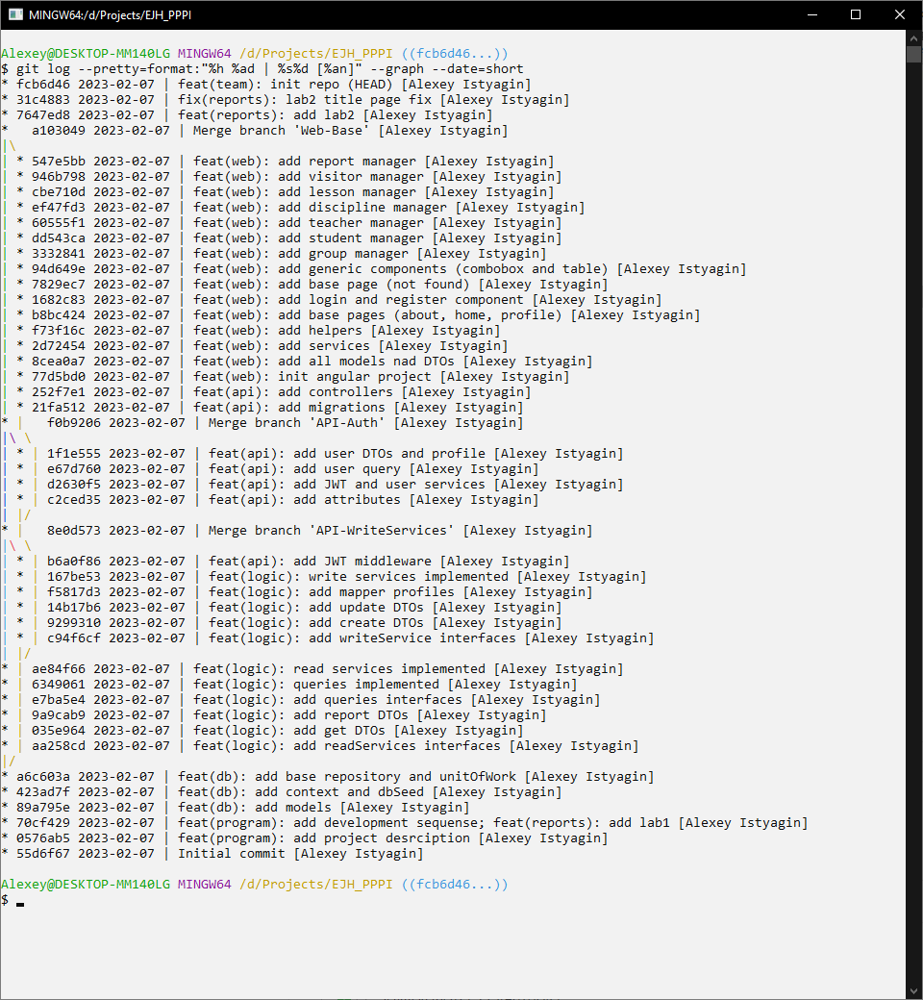 MINGW64:/d/Projects/EJH_PPPI
Alexey@DESKTOP-MM140LG MINGW64 /d/Projects/EJH_PPPI ((fcb6d46...))
$ git log --pretty=format:"%h %ad | %s%d [%an]" --graph --date=short
* fcb6d46 2023-02-07 | feat(team): init repo (HEAD) [Alexey Istyagin]
* 31c4883 2023-02-07 | fix(reports): lab2 title page fix [Alexey Istyagin]
* 7647ed8 2023-02-07 | feat(reports): add lab2 [Alexey Istyagin]
*   a103049 2023-02-07 | Merge branch 'Web-Base' [Alexey Istyagin]
|\
| * 547e5bb 2023-02-07 | feat(web): add report manager [Alexey Istyagin]
| * 946b798 2023-02-07 | feat(web): add visitor manager [Alexey Istyagin]
| * cbe710d 2023-02-07 | feat(web): add lesson manager [Alexey Istyagin]
| * ef47fd3 2023-02-07 | feat(web): add discipline manager [Alexey Istyagin]
| * 60555f1 2023-02-07 | feat(web): add teacher manager [Alexey Istyagin]
| * dd543ca 2023-02-07 | feat(web): add student manager [Alexey Istyagin]
| * 3332841 2023-02-07 | feat(web): add group manager [Alexey Istyagin]
| * 94d649e 2023-02-07 | feat(web): add generic components (combobox and table) [Alexey Istyagin]
| * 7829ec7 2023-02-07 | feat(web): add base page (not found) [Alexey Istyagin]
| * 1682c83 2023-02-07 | feat(web): add login and register component [Alexey Istyagin]
| * b8bc424 2023-02-07 | feat(web): add base pages (about, home, profile) [Alexey Istyagin]
| * f73f16c 2023-02-07 | feat(web): add helpers [Alexey Istyagin]
| * 2d72454 2023-02-07 | feat(web): add services [Alexey Istyagin]
| * 8cea0a7 2023-02-07 | feat(web): add all models nad DTOs [Alexey Istyagin]
| * 77d5bd0 2023-02-07 | feat(web): init angular project [Alexey Istyagin]
| * 252f7e1 2023-02-07 | feat(api): add controllers [Alexey Istyagin]
| * 21fa512 2023-02-07 | feat(api): add migrations [Alexey Istyagin]
* |   f0b9206 2023-02-07 | Merge branch 'API-Auth' [Alexey Istyagin]
|\ \
| * | 1f1e555 2023-02-07 | feat(api): add user DTOs and profile [Alexey Istyagin]
| * | e67d760 2023-02-07 | feat(api): add user query [Alexey Istyagin]
| * | d2630f5 2023-02-07 | feat(api): add JWT and user services [Alexey Istyagin]
| * | c2ced35 2023-02-07 | feat(api): add attributes [Alexey Istyagin]
| |/
* |   8e0d573 2023-02-07 | Merge branch 'API-WriteServices' [Alexey Istyagin]
|\ \
| * | b6a0f86 2023-02-07 | feat(api): add JWT middleware [Alexey Istyagin]
| * | 167be53 2023-02-07 | feat(logic): write services implemented [Alexey Istyagin]
| * | f5817d3 2023-02-07 | feat(logic): add mapper profiles [Alexey Istyagin]
| * | 14b17b6 2023-02-07 | feat(logic): add update DTOs [Alexey Istyagin]
| * | 9299310 2023-02-07 | feat(logic): add create DTOs [Alexey Istyagin]
| * | c94f6cf 2023-02-07 | feat(logic): add writeService interfaces [Alexey Istyagin]
| |/
* | ae84f66 2023-02-07 | feat(logic): read services implemented [Alexey Istyagin]
* | 6349061 2023-02-07 | feat(logic): queries implemented [Alexey Istyagin]
* | e7ba5e4 2023-02-07 | feat(logic): add queries interfaces [Alexey Istyagin]
* | 9a9cab9 2023-02-07 | feat(logic): add report DTOs [Alexey Istyagin]
* | 035e964 2023-02-07 | feat(logic): add get DTOs [Alexey Istyagin]
* | aa258cd 2023-02-07 | feat(logic): add readServices interfaces [Alexey Istyagin]
|/
* a6c603a 2023-02-07 | feat(db): add base repository and unitOfWork [Alexey Istyagin]
* 423ad7f 2023-02-07 | feat(db): add context and dbSeed [Alexey Istyagin]
* 89a795e 2023-02-07 | feat(db): add models [Alexey Istyagin]
* 70cf429 2023-02-07 | feat(program): add development sequense; feat(reports): add lab1 [Alexey Istyagin]
* 0576ab5 2023-02-07 | feat(program): add project desrciption [Alexey Istyagin]
* 55d6f67 2023-02-07 | Initial commit [Alexey Istyagin]
Alexey@DESKTOP-MM140LG MINGW64 /d/Projects/EJH_PPPI ((fcb6d46...))
$